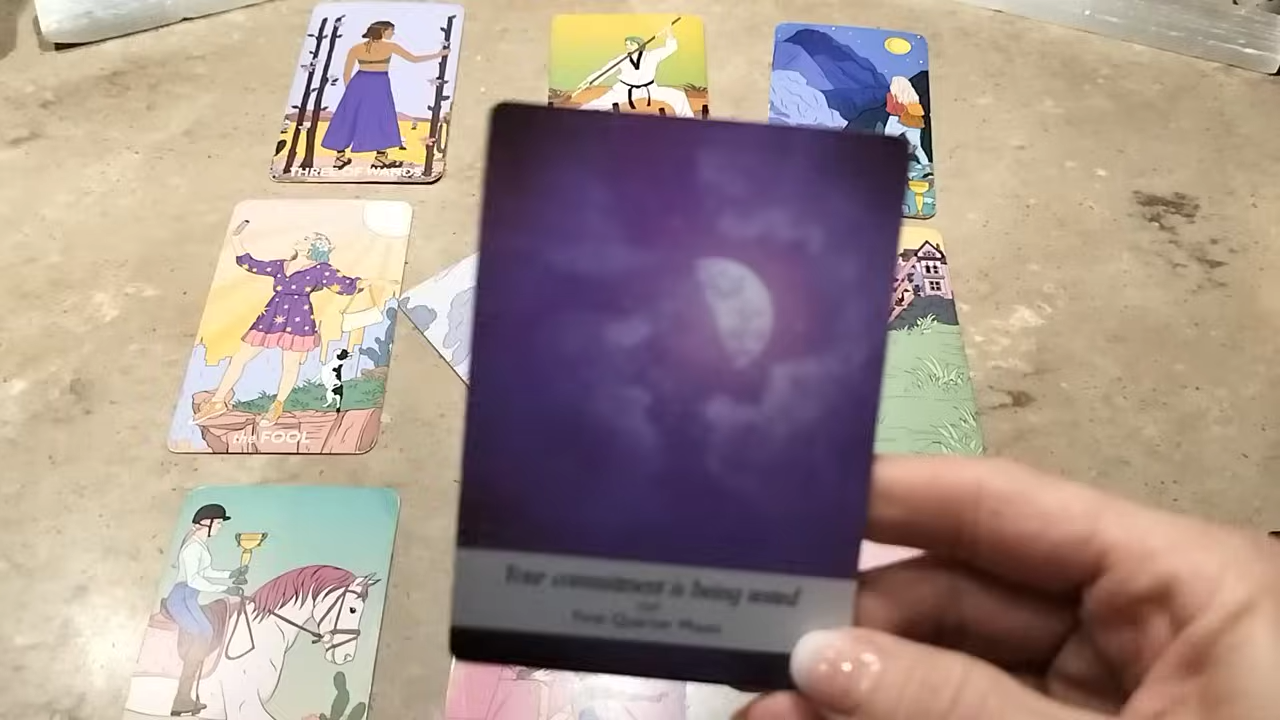 THREE OF WANDS
the FOOL
Your commitment is being tested
First Quarter Moon